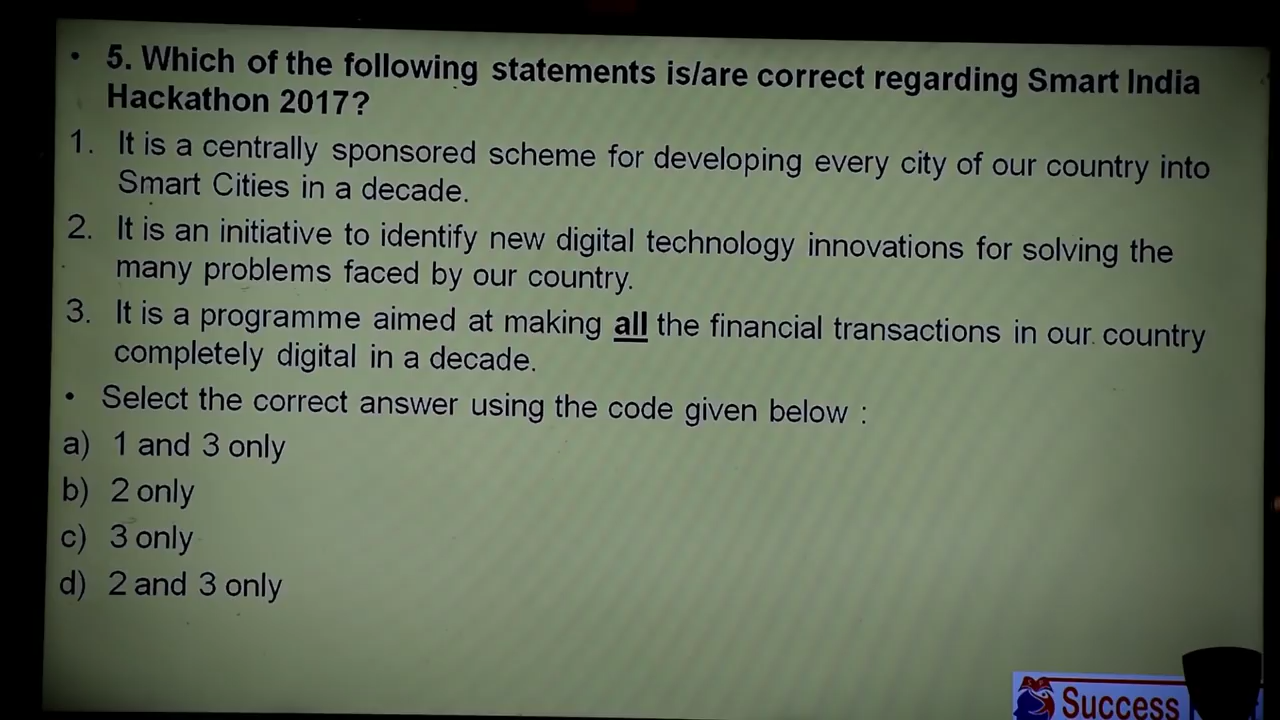 • 5. Which of the following statements is/are correct regarding Smart India
Hackathon 2017?
1. It is a centrally sponsored scheme for developing every city of our country into
Smart Cities in a decade.
2. It is an initiative to identify new digital technology innovations for solving the
many problems faced by our country.
3. It is a programme aimed at making all the financial transactions in our country
completely digital in a decade.
• Select the correct answer using the code given below :
a) 1 and 3 only
b) 2 only
c) 3 only
d) 2 and 3 only
Success